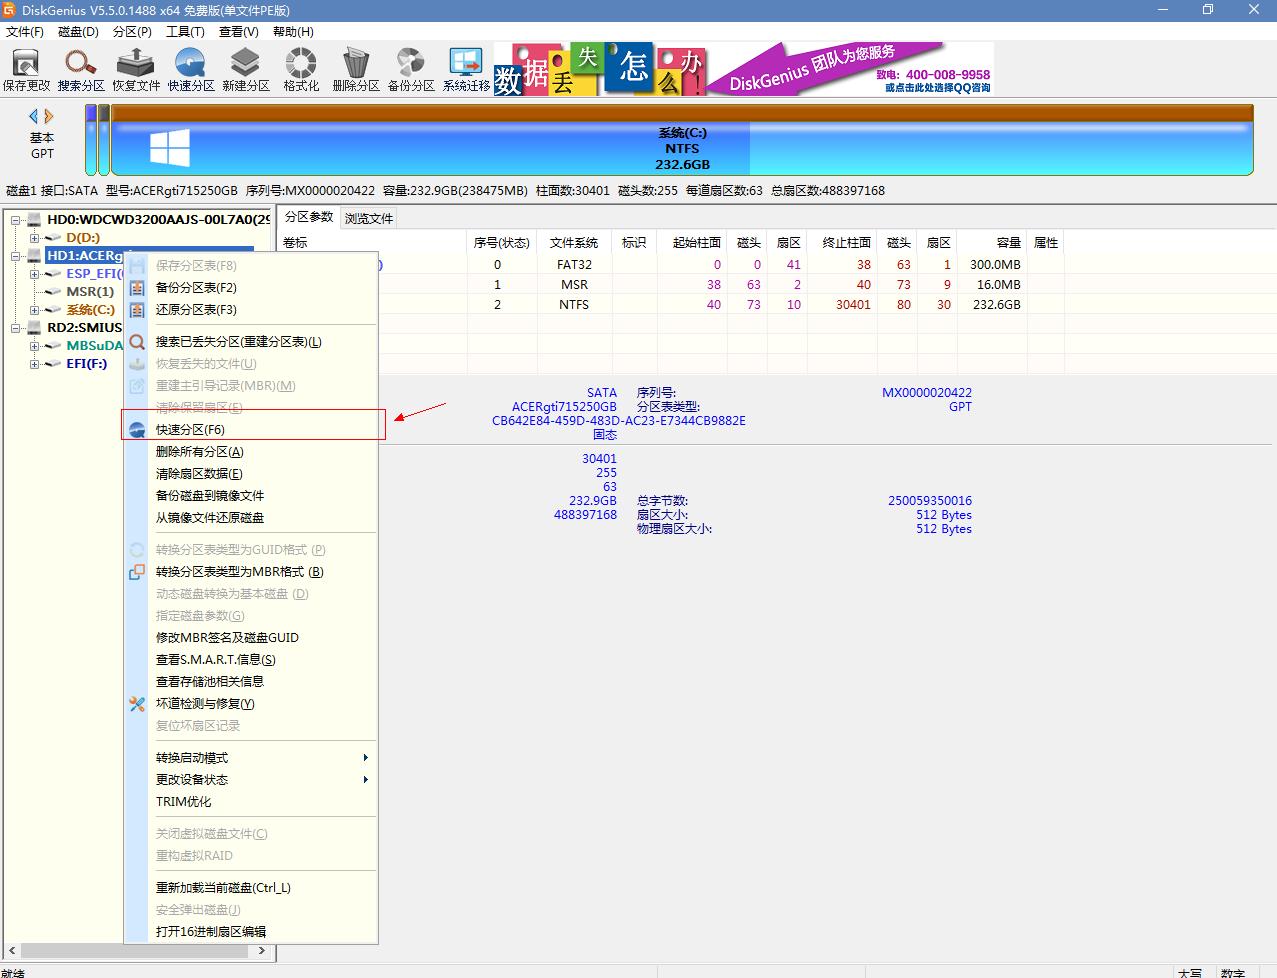 DiskGenius V5.5.0.1488 x64 免费版(单文件PE版)
文件(F) 磁盘(D) 分区(P) 工具(T) 查看(V) 帮助(H)
保存更改 搜索分区 恢复文件 快速分区 新建分区 格式化 删除分区 备份分区 系统迁移
数据丢失怎么办!
DiskGenius 团队为您服务
致电: 400-008-9958
或点击此处选择QQ咨询
基本
GPT
系统(C:)
NTFS
232.6GB
磁盘1 接口:SATA 型号:ACERgti715250GB 序列号:MX0000020422 容量:232.9GB(238475MB) 柱面数:30401 磁头数:255 每道扇区数:63 总扇区数:488397168
HD0:WDCWD3200AAJS-00L7A0(29
D(D:)
HD1:ACERg
ESP_EFI(
MSR(1)
系统(C:)
RD2:SMIUS
MBSuDA
EFI(F:)
保存分区表(F8)
备份分区表(F2)
还原分区表(F3)
搜索已丢失分区(重建分区表)(L)
恢复丢失的文件(U)
重建主引导记录(MBR)(M)
清除保留扇区(E)
快速分区(F6)
删除所有分区(A)
清除扇区数据(E)
备份磁盘到镜像文件
从镜像文件还原磁盘
转换分区表类型为GUID格式 (P)
转换分区表类型为MBR格式 (B)
动态磁盘转换为基本磁盘 (D)
指定磁盘参数(G)
修改MBR签名及磁盘GUID
查看S.M.A.R.T.信息(S)
查看存储池相关信息
坏道检测与修复(Y)
复位坏扇区记录
转换启动模式
更改设备状态
TRIM优化
关闭虚拟磁盘文件(C)
重构虚拟RAID
重新加载当前磁盘(Ctrl_L)
安全弹出磁盘(J)
打开16进制扇区编辑
分区参数 浏览文件
卷标 序号(状态) 文件系统 标识 起始柱面 磁头 扇区 终止柱面 磁头 扇区 容量 属性
) 0 FAT32 0 0 41 38 63 1 300.0MB
1 MSR 38 63 2 40 73 9 16.0MB
2 NTFS 40 73 10 30401 80 30 232.6GB
SATA 序列号: MX0000020422
ACERgti715250GB 分区表类型: GPT
CB642E84-459D-483D-AC23-E7344CB9882E
固态
30401
255
63
232.9GB 总字节数: 250059350016
488397168 扇区大小: 512 Bytes
物理扇区大小: 512 Bytes
就绪 大写 数字